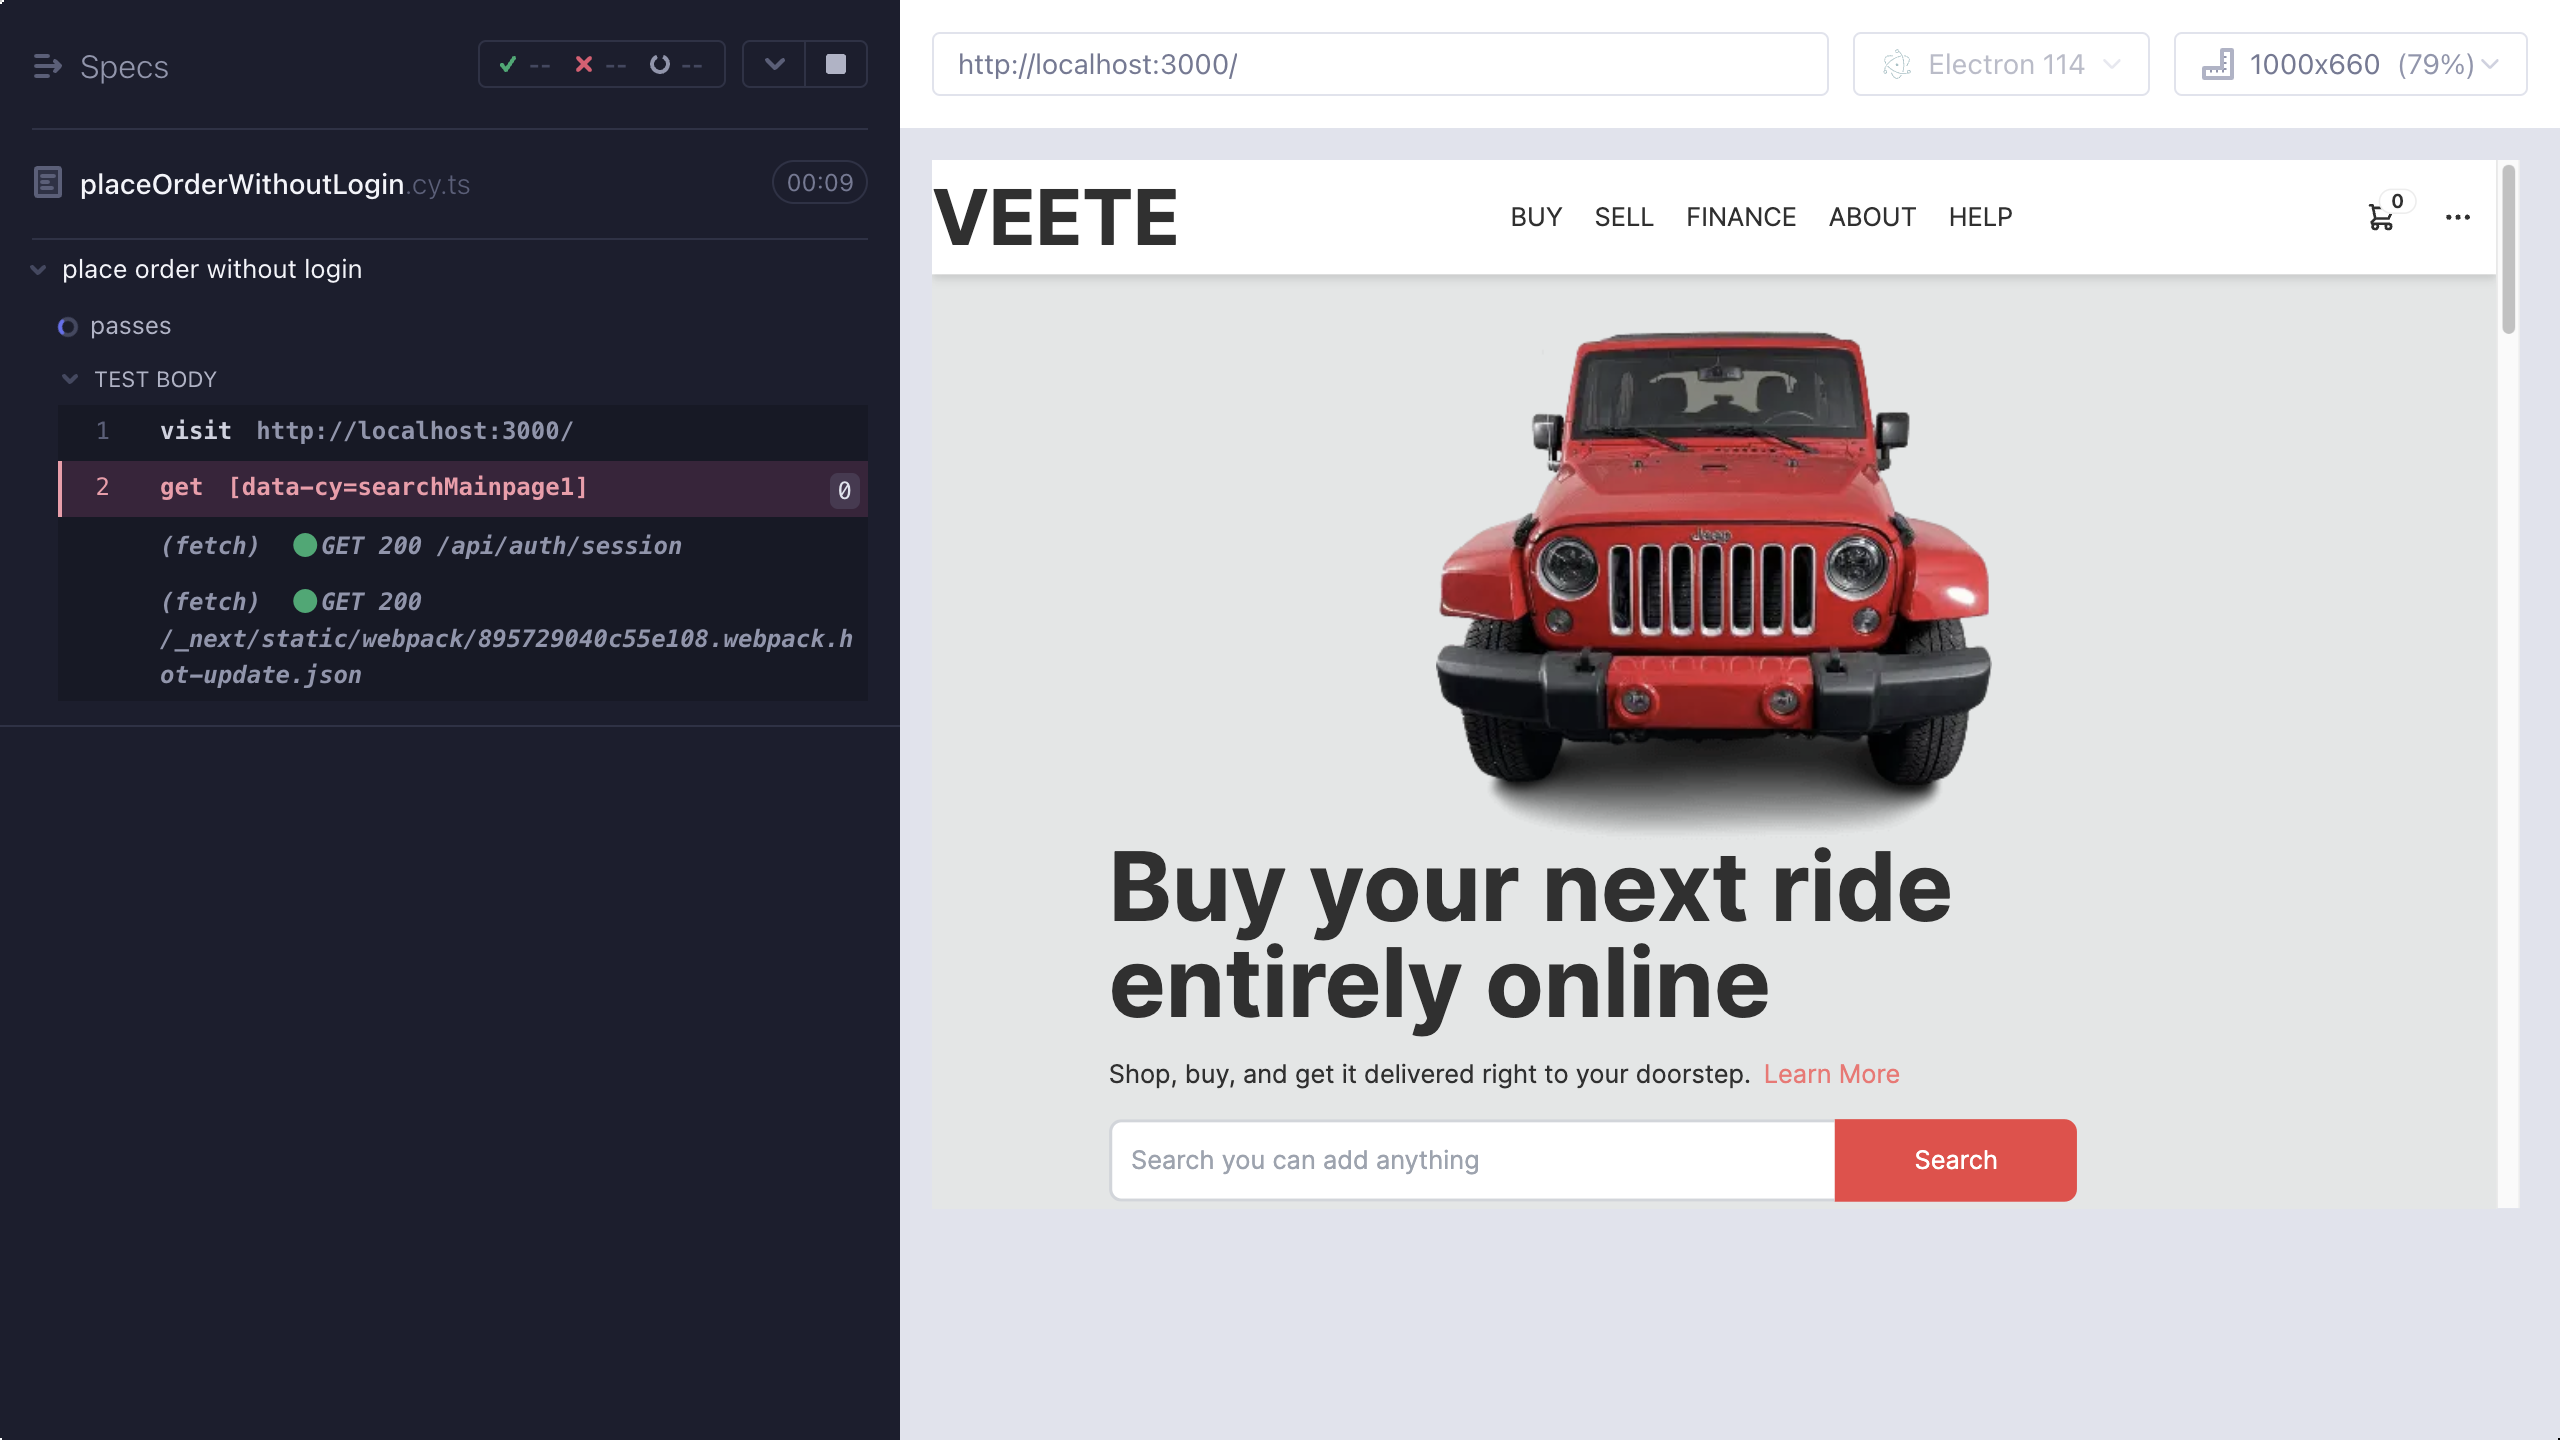 Specs
-- -- --
placeOrderWithoutLogin.cy.ts
00:09
place order without login
passes
TEST BODY
1 visit http://localhost:3000/
2 get [data-cy=searchMainpage1] 0
(fetch) GET 200 /api/auth/session
(fetch) GET 200
/_next/static/webpack/895729040c55e108.webpack.h
ot-update.json
http://localhost:3000/
Electron 114
1000x660 (79%)
VEETE
BUY SELL FINANCE ABOUT HELP
0
Jeep
Buy your next ride
entirely online
Shop, buy, and get it delivered right to your doorstep. Learn More
Search you can add anything
Search